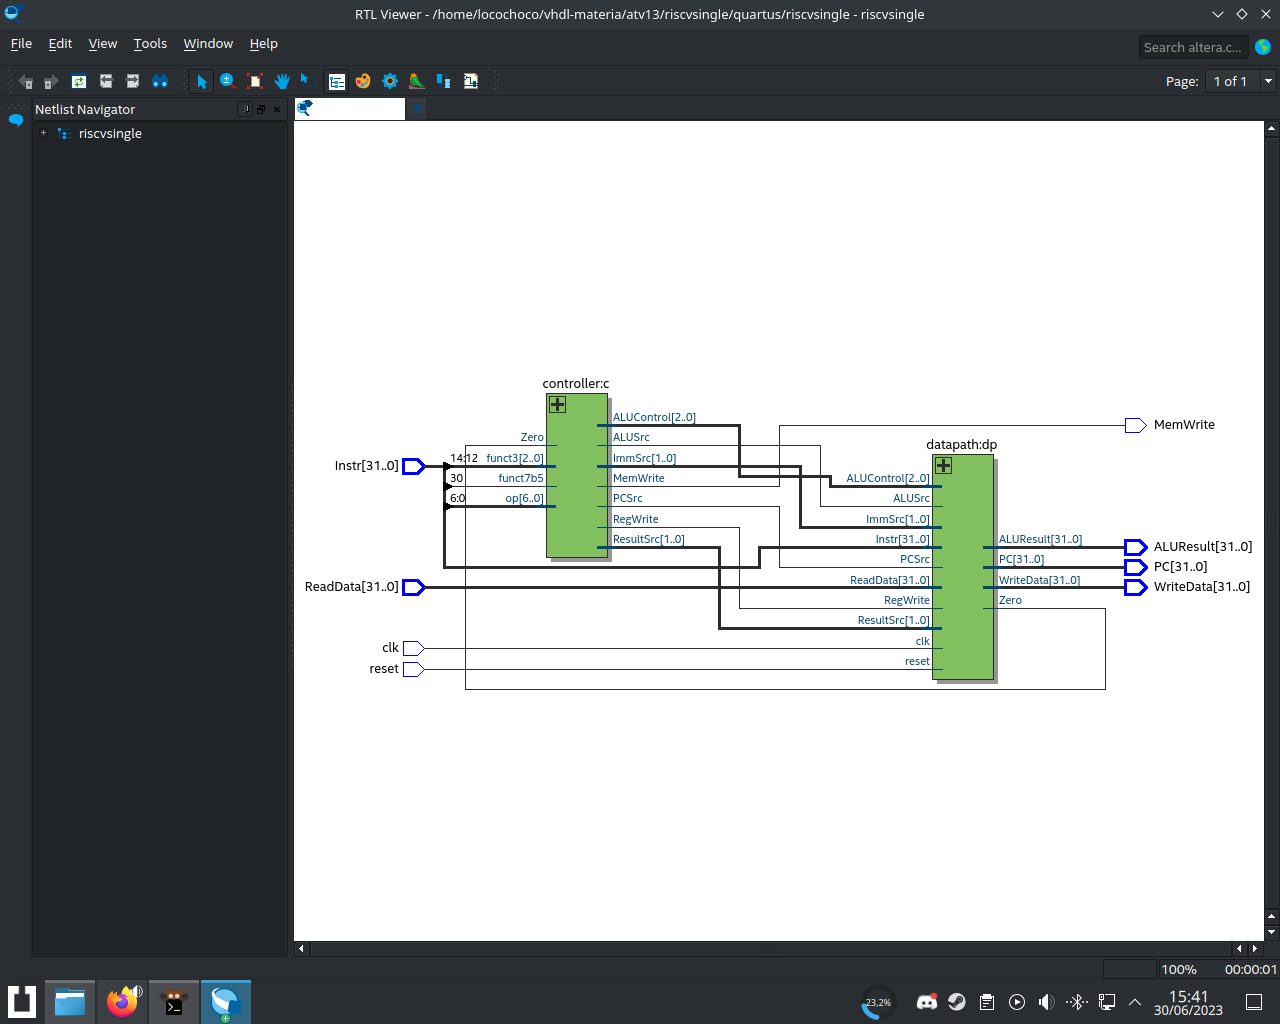 RTL Viewer - /home/locochoco/vhdl-materia/atv13/riscvsingle/quartus/riscvsingle - riscvsingle
File Edit View Tools Window Help
Search altera.c...
Page: 1 of 1
Netlist Navigator
riscvsingle
controller:c
ALUControl[2..0]
Zero
ALUSrc
Instr[31..0]
14:12
funct3[2..0]
ImmSrc[1..0]
30
funct7b5
MemWrite
6:0
op[6..0]
PCSrc
RegWrite
ResultSrc[1..0]
MemWrite
datapath:dp
ALUControl[2..0]
ALUSrc
ImmSrc[1..0]
Instr[31..0]
ALUResult[31..0]
ALUResult[31..0]
PCSrc
PC[31..0]
PC[31..0]
ReadData[31..0]
ReadData[31..0]
WriteData[31..0]
WriteData[31..0]
RegWrite
Zero
ResultSrc[1..0]
clk
clk
reset
reset
100% 00:00:01
23,2%
15:41
30/06/2023